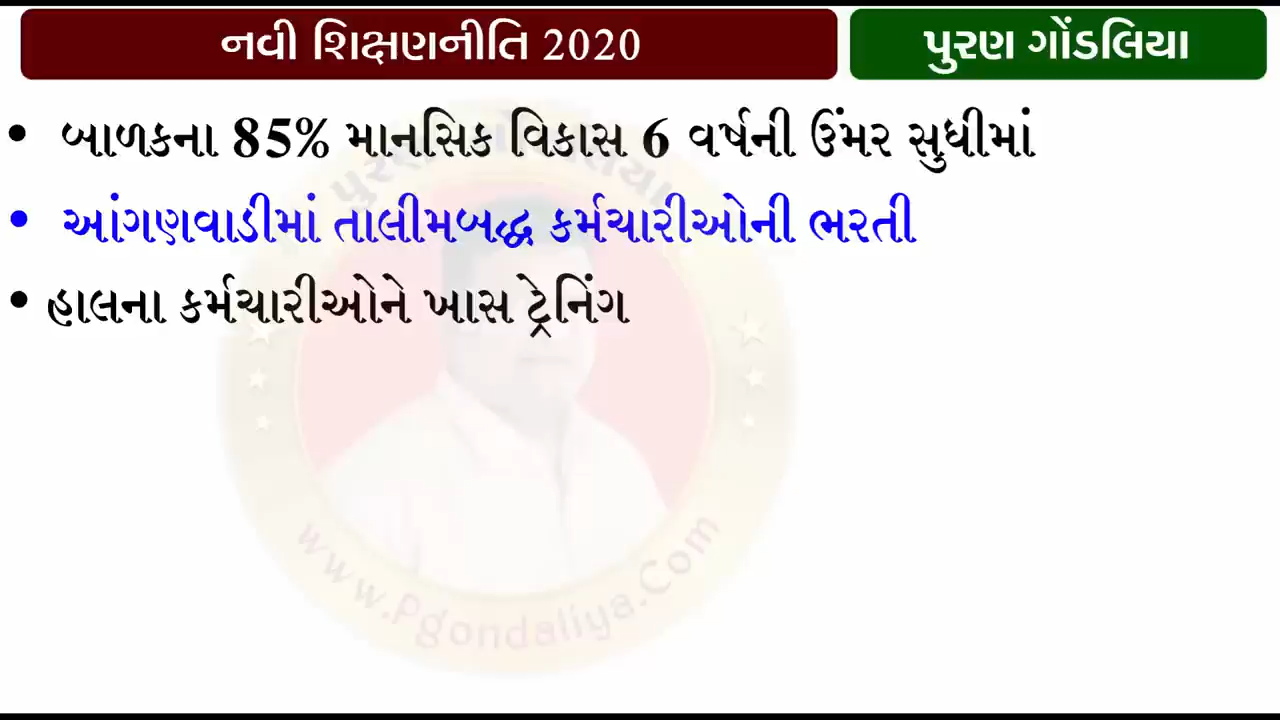 નવી શિક્ષણનીતિ 2020
પુરણ ગોંડલિયા
• બાળકના 85% માનસિક વિકાસ 6 વર્ષની ઉંમર સુધીમાં
• આંગણવાડીમાં તાલીમબદ્ધ કર્મચારીઓની ભરતી
• હાલના કર્મચારીઓને ખાસ ટ્રેનિંગ
www.Pgondaliya.Com